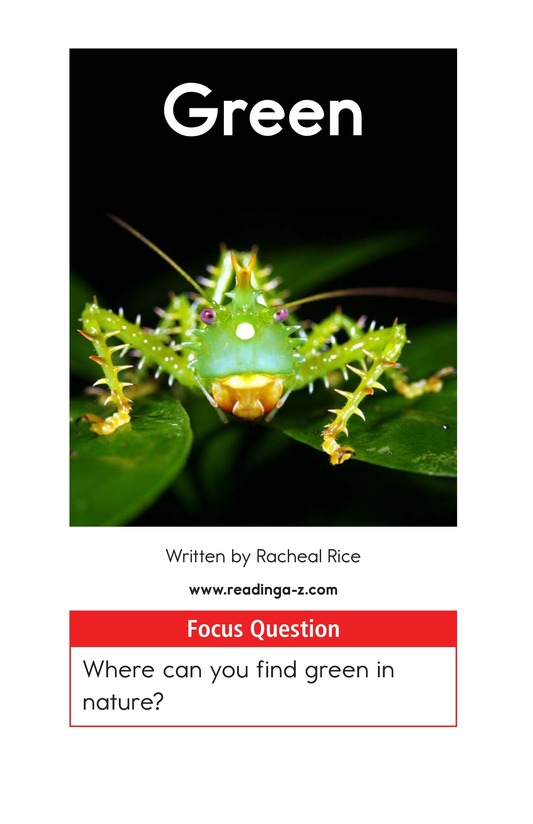 Green
Written by Racheal Rice
www.readinga-z.com
Focus Question
Where can you find green in
nature?